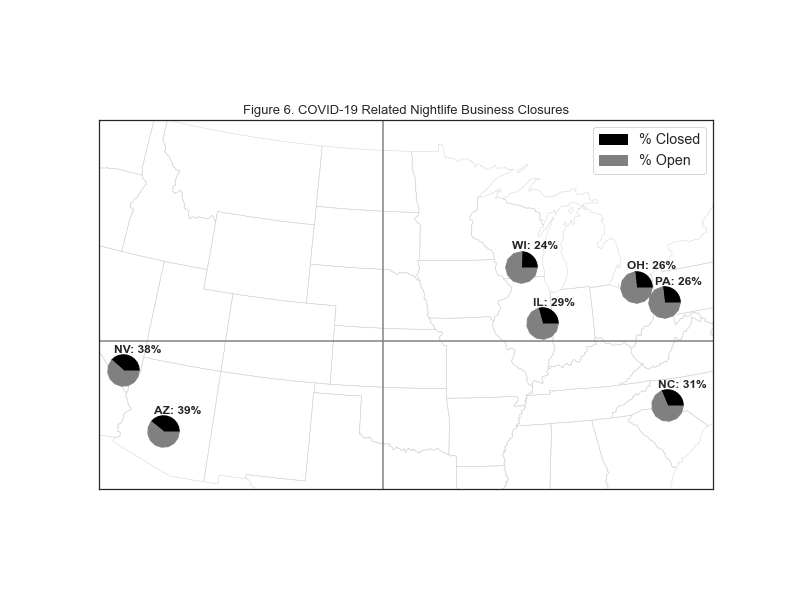 Figure 6. COVID-19 Related Nightlife Business Closures
% Closed
% Open
WI: 24%
OH: 26%
PA: 26%
IL: 29%
NV: 38%
NC: 31%
AZ: 39%